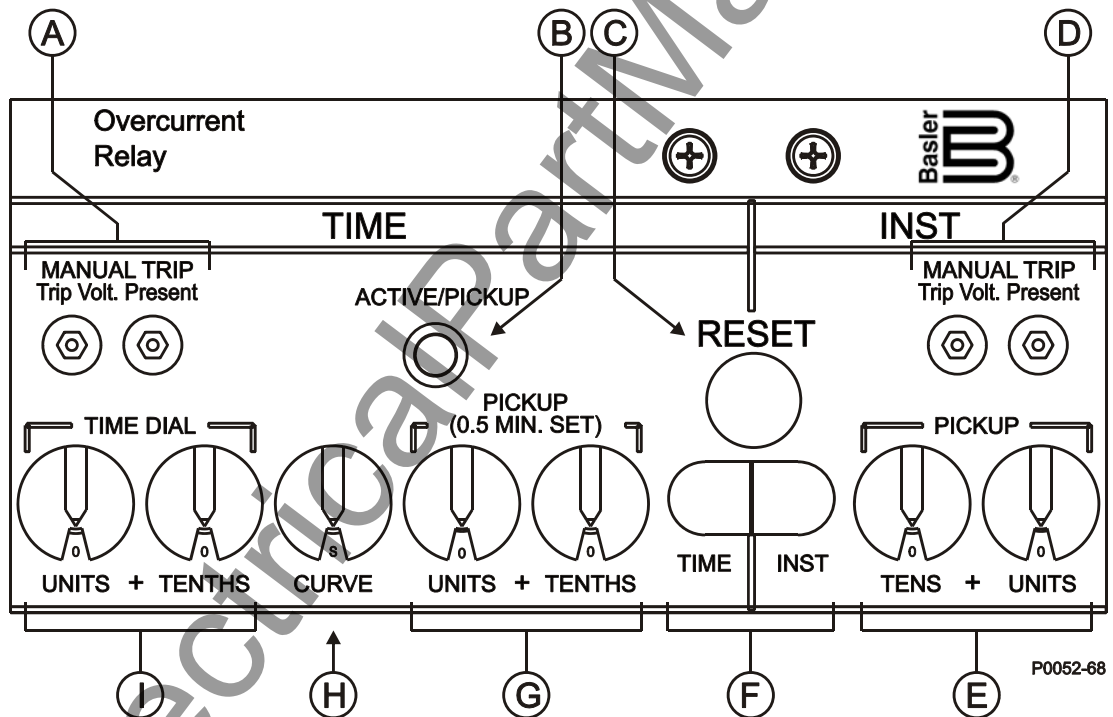 A B C D
Overcurrent
Relay
Basler
®
TIME INST
MANUAL TRIP
Trip Volt. Present
ACTIVE/PICKUP
RESET
MANUAL TRIP
Trip Volt. Present
TIME DIAL
PICKUP
(0.5 MIN. SET)
PICKUP
0 0 S 0 0 0 0
UNITS + TENTHS CURVE UNITS + TENTHS TIME INST TENS + UNITS
I H G F E
P0052-68